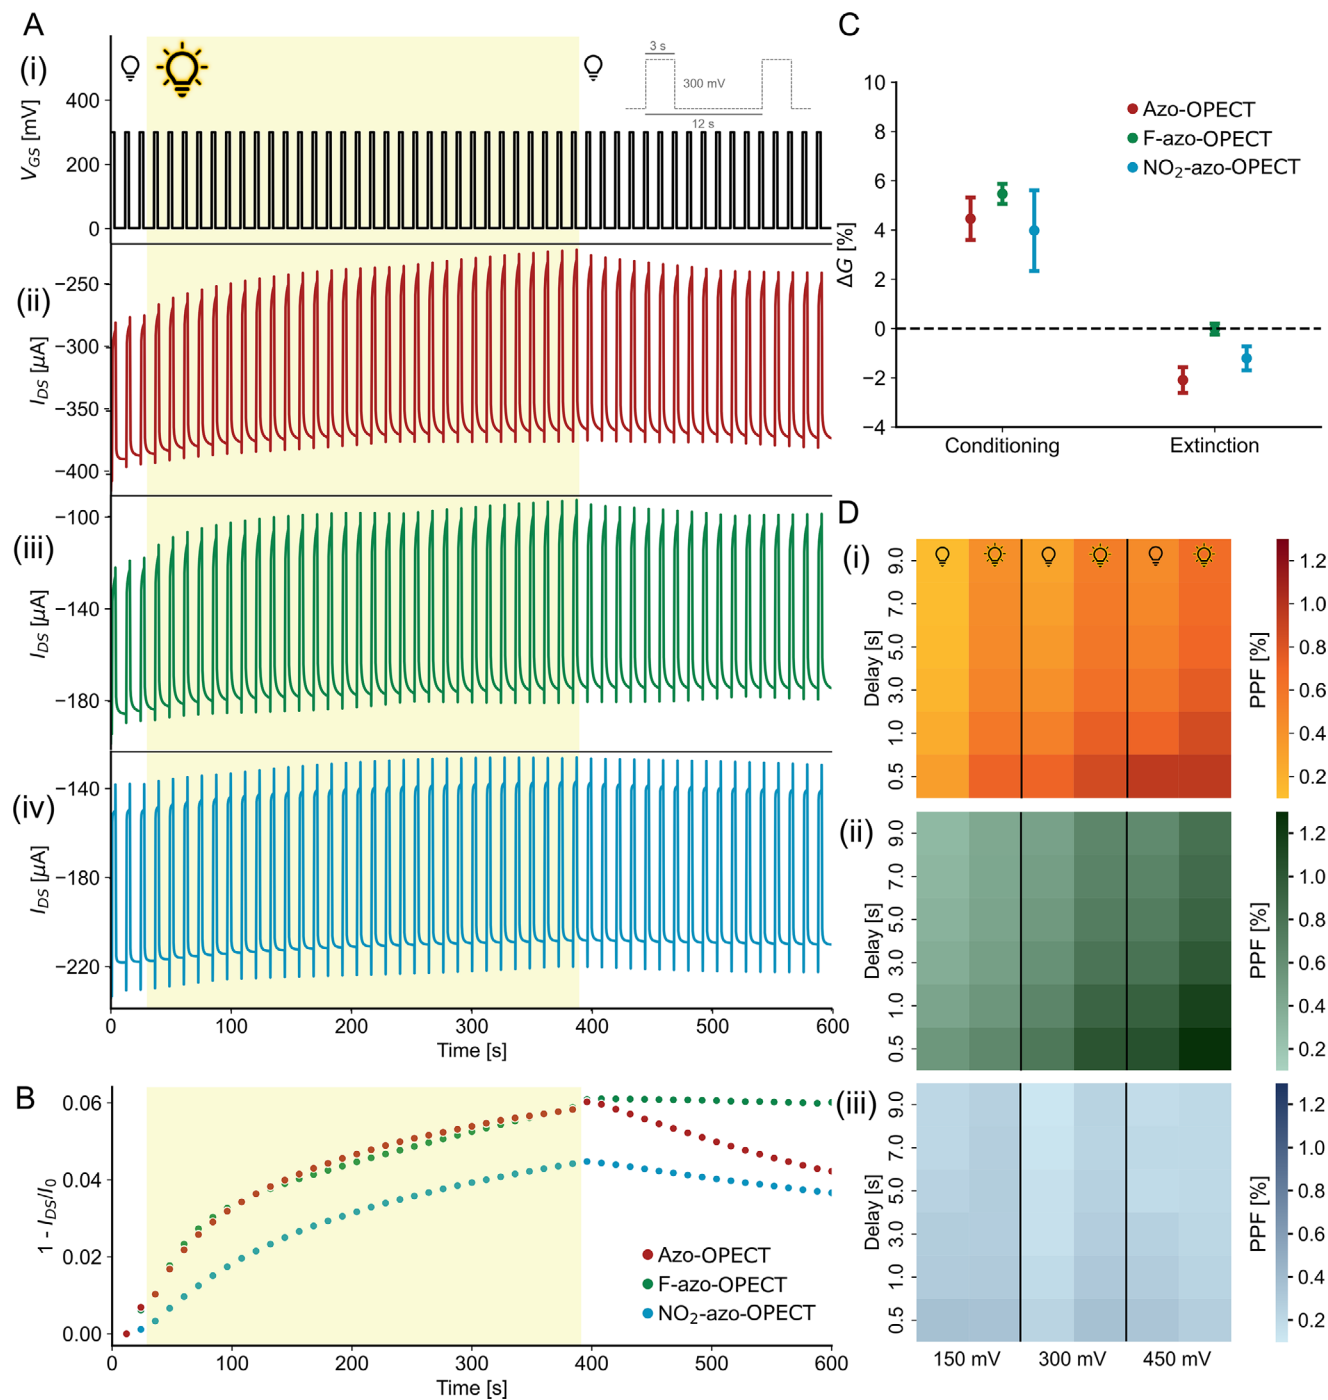 A
(i)
V_GS [mV]
400
200
0
3 s
300 mV
12 s
(ii)
I_DS [µA]
−250
−300
−350
−400
(iii)
I_DS [µA]
−100
−140
−180
(iv)
I_DS [µA]
−140
−180
−220
0 100 200 300 400 500 600
Time [s]
B
1 - I_DS/I_0
0.06
0.04
0.02
0.00
Azo-OPECT
F-azo-OPECT
NO₂-azo-OPECT
0 100 200 300 400 500 600
Time [s]
C
ΔG [%]
10
8
6
4
2
0
−2
−4
Azo-OPECT
F-azo-OPECT
NO₂-azo-OPECT
Conditioning Extinction
D
(i)
Delay [s]
9.0
7.0
5.0
3.0
1.0
0.5
PPF [%]
1.2
1.0
0.8
0.6
0.4
0.2
(ii)
Delay [s]
9.0
7.0
5.0
3.0
1.0
0.5
PPF [%]
1.2
1.0
0.8
0.6
0.4
0.2
(iii)
Delay [s]
9.0
7.0
5.0
3.0
1.0
0.5
PPF [%]
1.2
1.0
0.8
0.6
0.4
0.2
150 mV 300 mV 450 mV